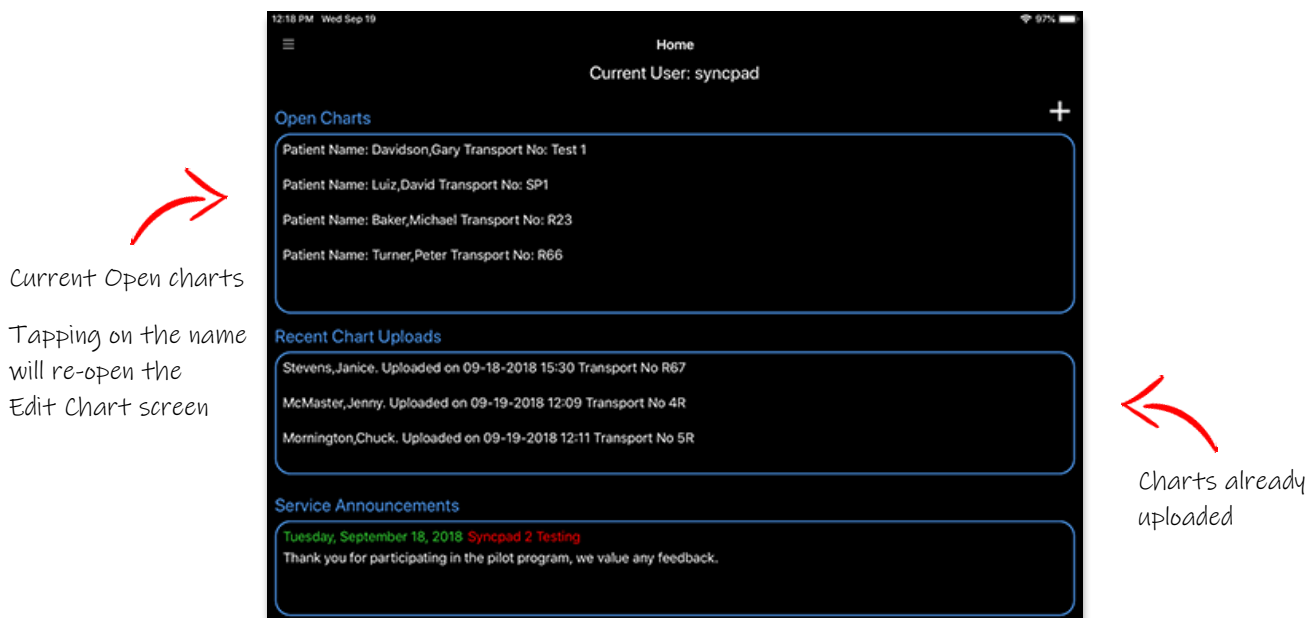 12:18 PM Wed Sep 19 97%
Home
Current User: syncpad
Open Charts
Patient Name: Davidson,Gary Transport No: Test 1
Patient Name: Luiz,David Transport No: SP1
Patient Name: Baker,Michael Transport No: R23
Patient Name: Turner,Peter Transport No: R66
Current Open charts
Tapping on the name
will re-open the
Edit Chart screen
Recent Chart Uploads
Stevens,Janice. Uploaded on 09-18-2018 15:30 Transport No R67
McMaster,Jenny. Uploaded on 09-19-2018 12:09 Transport No 4R
Mornington,Chuck. Uploaded on 09-19-2018 12:11 Transport No 5R
Charts already
uploaded
Service Announcements
Tuesday, September 18, 2018 Syncpad 2 Testing
Thank you for participating in the pilot program, we value any feedback.